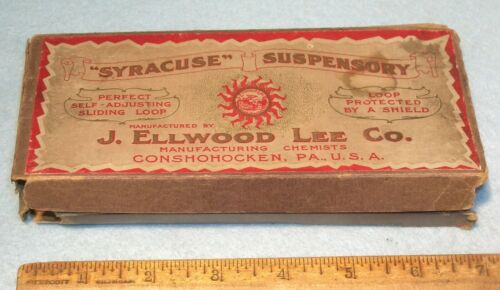 "SYRACUSE" SUSPENSORY
PERFECT
SELF-ADJUSTING
SLIDING LOOP
LOOP
PROTECTED
BY A SHIELD
MANUFACTURED BY
J. ELLWOOD LEE CO.
MANUFACTURING CHEMISTS
CONSHOHOCKEN, PA., U.S.A.
1 2 3 4 5 6 7